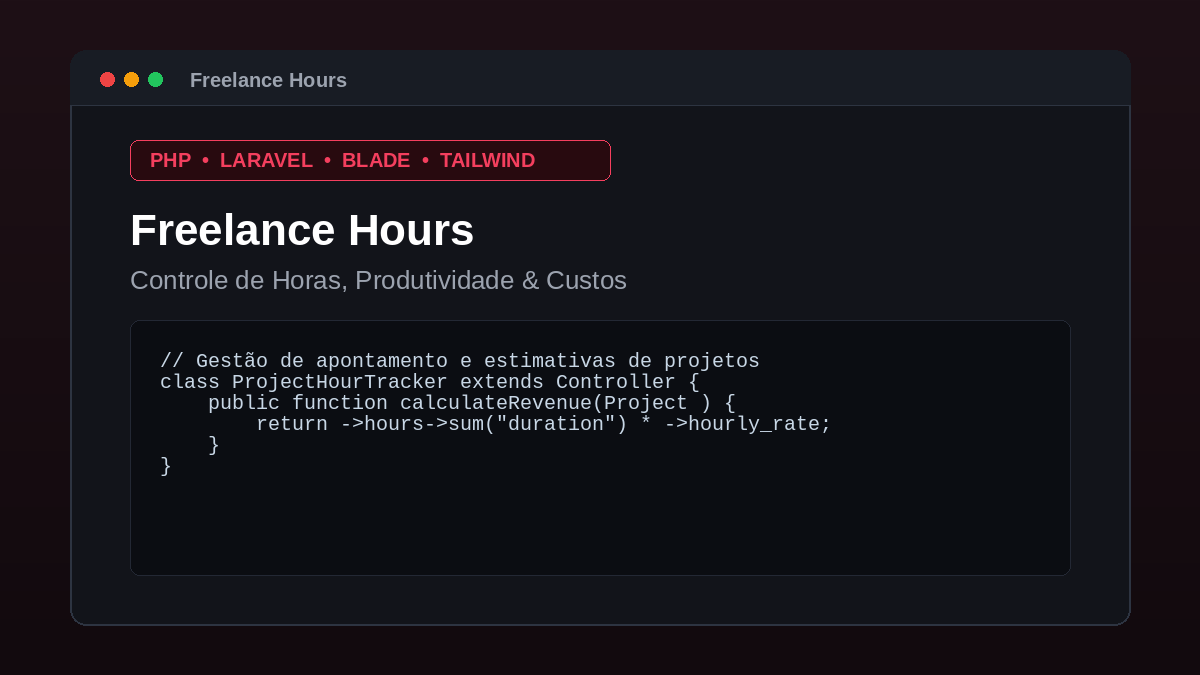 Freelance Hours
PHP • LARAVEL • BLADE • TAILWIND
Freelance Hours
Controle de Horas, Produtividade & Custos
// Gestão de apontamento e estimativas de projetos
class ProjectHourTracker extends Controller {
    public function calculateRevenue(Project ) {
        return ->hours->sum("duration") * ->hourly_rate;
    }
}